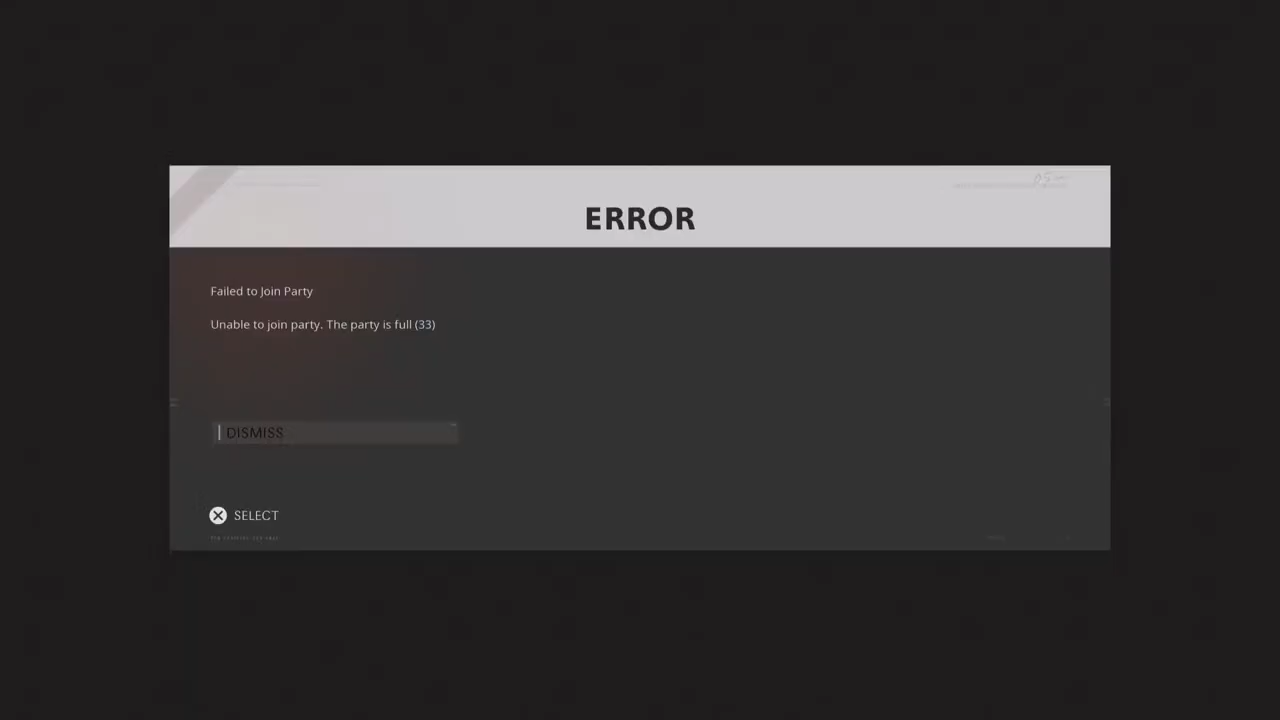 ERROR
Failed to Join Party
Unable to join party. The party is full (33)
DISMISS
SELECT